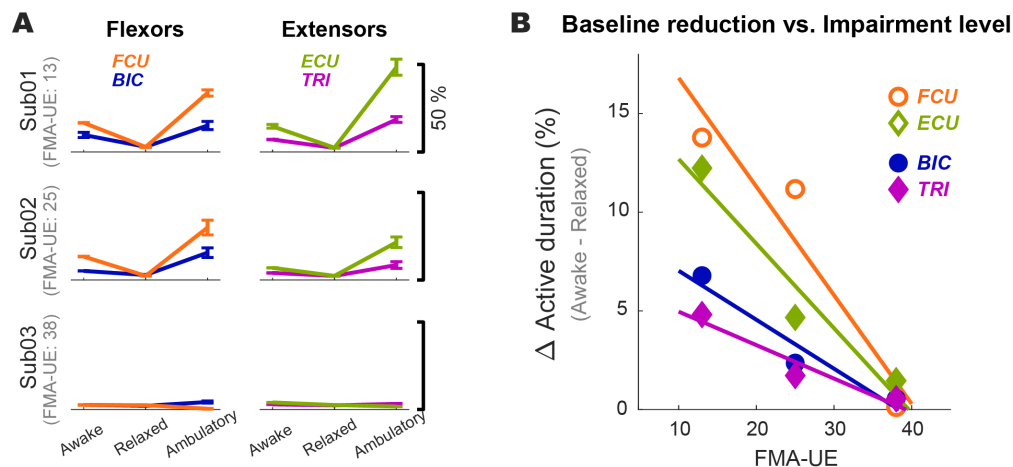 A
Flexors
Extensors
FCU
BIC
ECU
TRI
Sub01
(FMA-UE: 13)
50 %
Sub02
(FMA-UE: 25)
Sub03
(FMA-UE: 38)
Awake
Relaxed
Ambulatory
Awake
Relaxed
Ambulatory
B
Baseline reduction vs. Impairment level
Δ Active duration (%)
(Awake - Relaxed)
15
10
5
0
FCU
ECU
BIC
TRI
10
20
30
40
FMA-UE